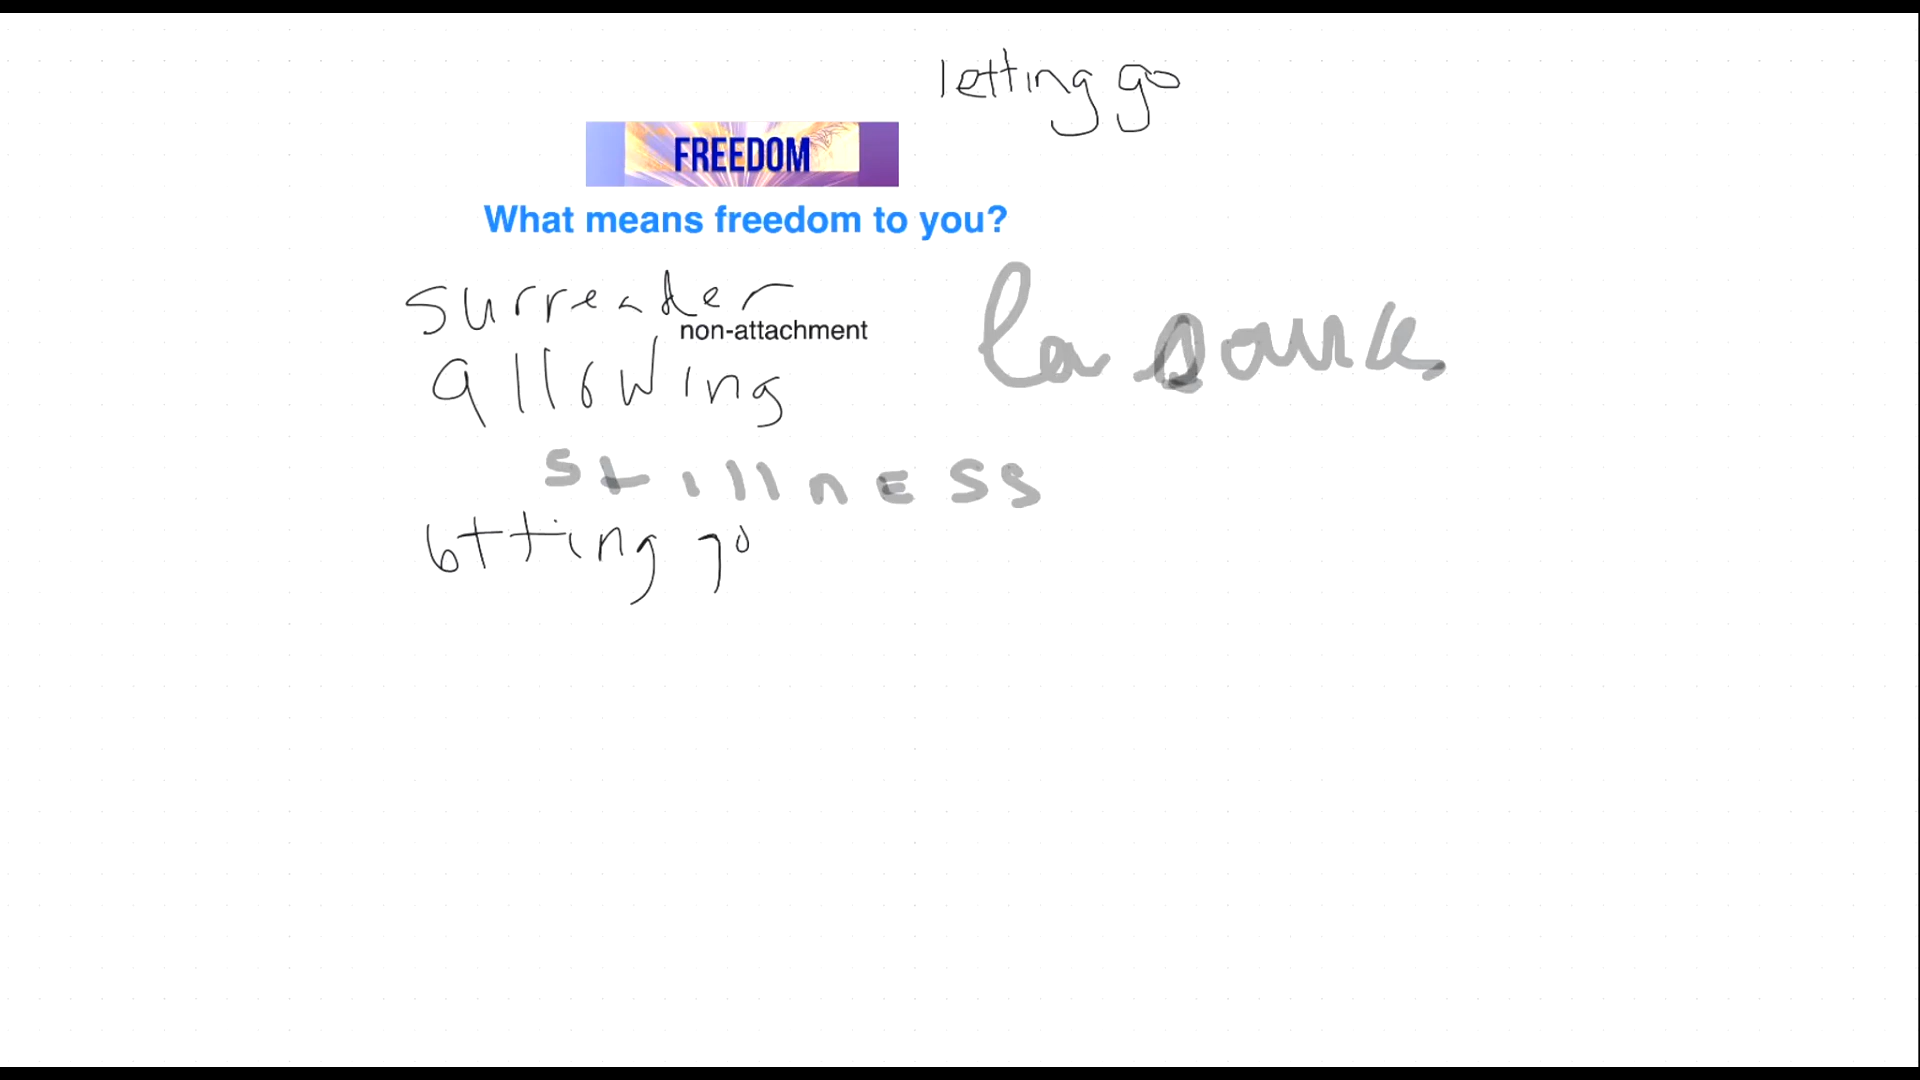 letting go
FREEDOM
What means freedom to you?
surrender
non-attachment
la source
allowing
stillness
letting go